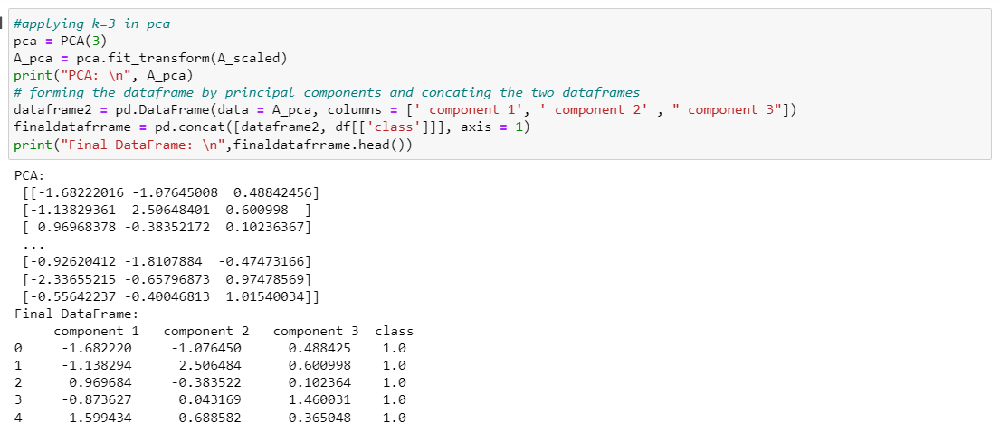 #applying k=3 in pca
pca = PCA(3)
A_pca = pca.fit_transform(A_scaled)
print("PCA: \n", A_pca)
# forming the dataframe by principal components and concating the two dataframes
dataframe2 = pd.DataFrame(data = A_pca, columns = [' component 1', ' component 2' , " component 3"])
finaldatafrrame = pd.concat([dataframe2, df[['class']]], axis = 1)
print("Final DataFrame: \n",finaldatafrrame.head())
PCA:
 [[-1.68222016 -1.07645008  0.48842456]
 [-1.13829361  2.50648401  0.600998  ]
 [ 0.96968378 -0.38352172  0.10236367]
 ...
 [-0.92620412 -1.8107884  -0.47473166]
 [-2.33655215 -0.65796873  0.97478569]
 [-0.55642237 -0.40046813  1.01540034]]
Final DataFrame:
    component 1   component 2   component 3  class
0     -1.682220     -1.076450      0.488425    1.0
1     -1.138294      2.506484      0.600998    1.0
2      0.969684     -0.383522      0.102364    1.0
3     -0.873627      0.043169      1.460031    1.0
4     -1.599434     -0.688582      0.365048    1.0